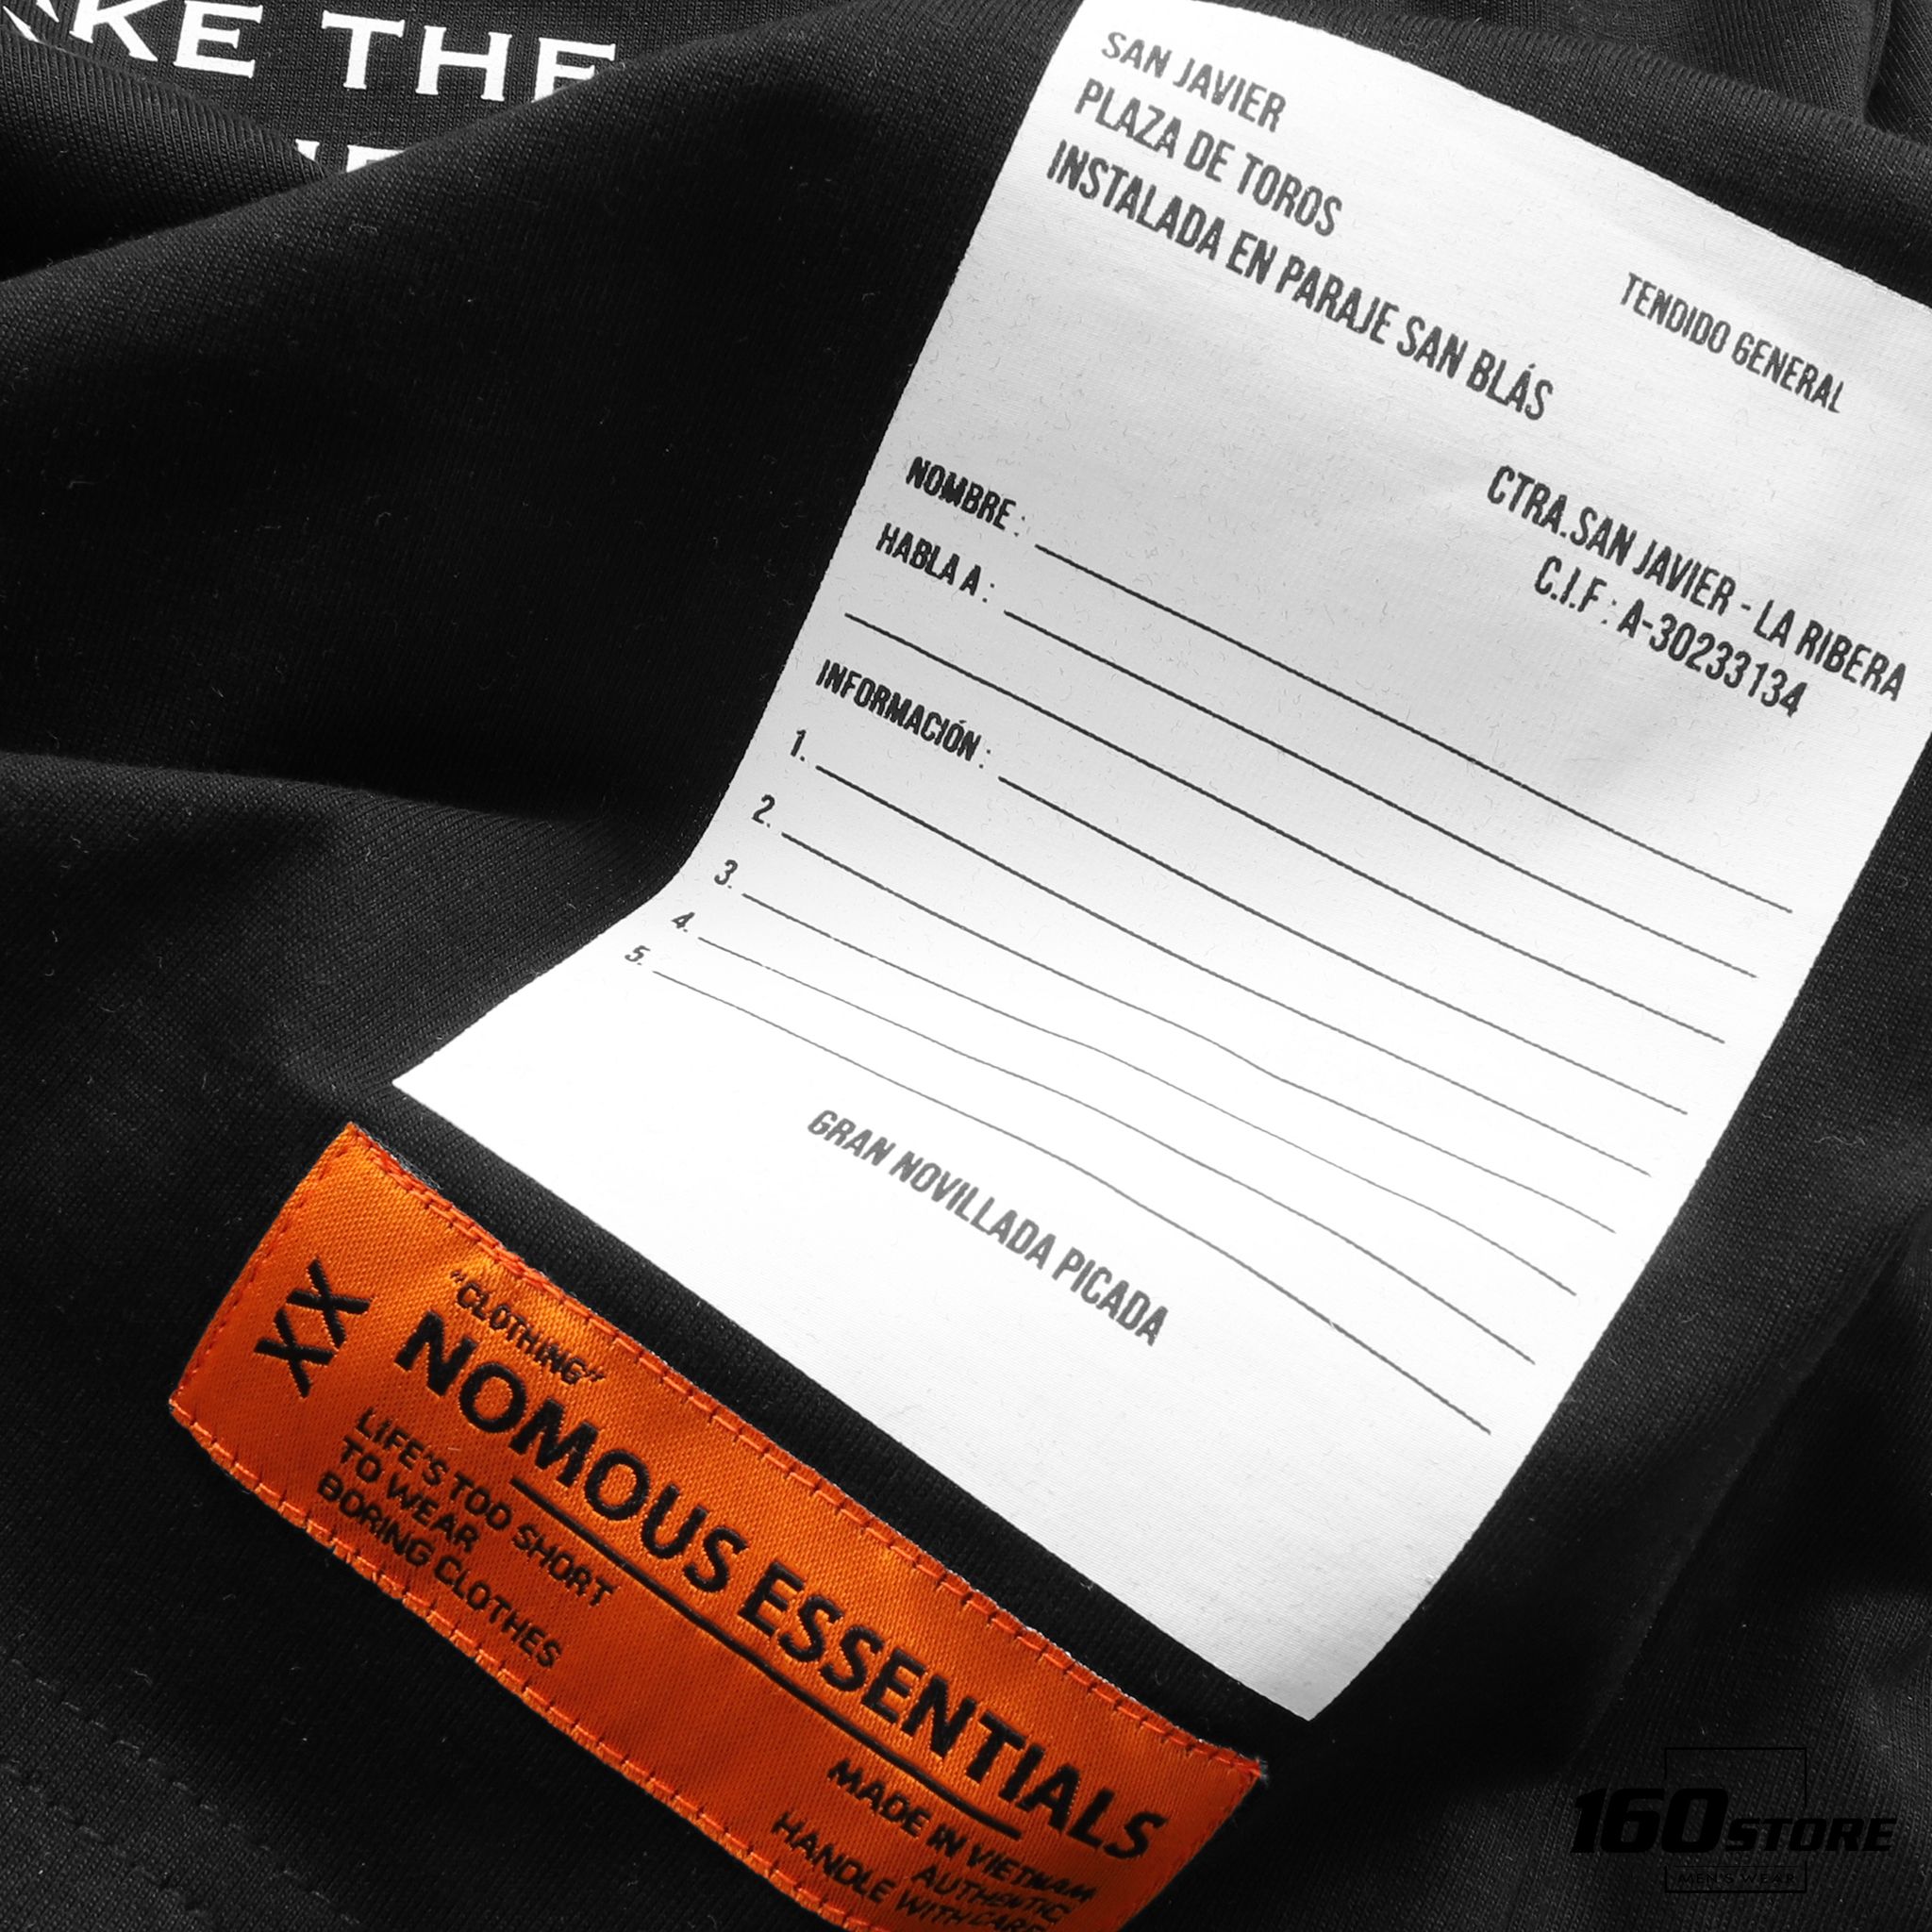 KE THE
SAN JAVIER
PLAZA DE TOROS
INSTALADA EN PARAJE SAN BLÁS
TENDIDO GENERAL
CTRA.SAN JAVIER - LA RIBERA
C.I.F : A-30233134
NOMBRE :
HABLA A :
INFORMACIÓN :
1.
2.
3.
4.
5.
GRAN NOVILLADA PICADA
XX
"CLOTHING"
NOMOUS ESSENTIALS
LIFE'S TOO SHORT
TO WEAR
BORING CLOTHES
MADE IN VIETNAM
AUTHENTIC
HANDLE WITH CARE
160STORE
MEN'S WEAR